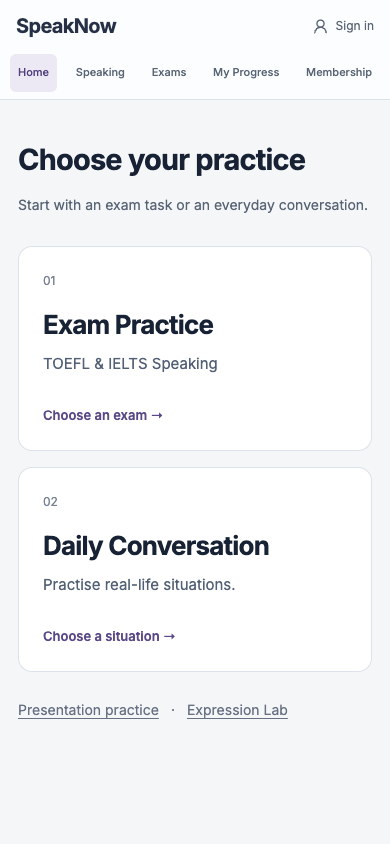 SpeakNow
Sign in
Home Speaking Exams My Progress Membership
Choose your practice
Start with an exam task or an everyday conversation.
01
Exam Practice
TOEFL & IELTS Speaking
Choose an exam →
02
Daily Conversation
Practise real-life situations.
Choose a situation →
Presentation practice · Expression Lab